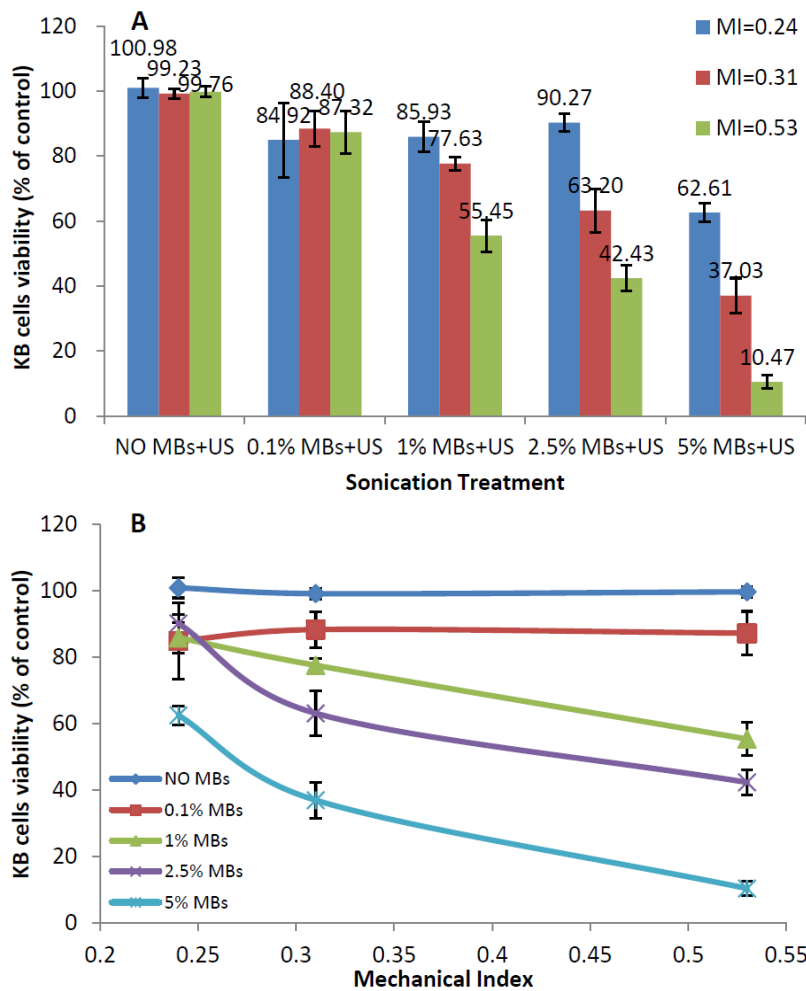 A
KB cells viability (% of control)
120
100
80
60
40
20
0
100.98
99.23
99.76
84.92
88.40
87.32
85.93
77.63
55.45
90.27
63.20
42.43
62.61
37.03
10.47
MI=0.24
MI=0.31
MI=0.53
NO MBs+US 0.1% MBs+US 1% MBs+US 2.5% MBs+US 5% MBs+US
Sonication Treatment
B
KB cells viability (% of control)
120
100
80
60
40
20
0
NO MBs
0.1% MBs
1% MBs
2.5% MBs
5% MBs
0.2 0.25 0.3 0.35 0.4 0.45 0.5 0.55
Mechanical Index